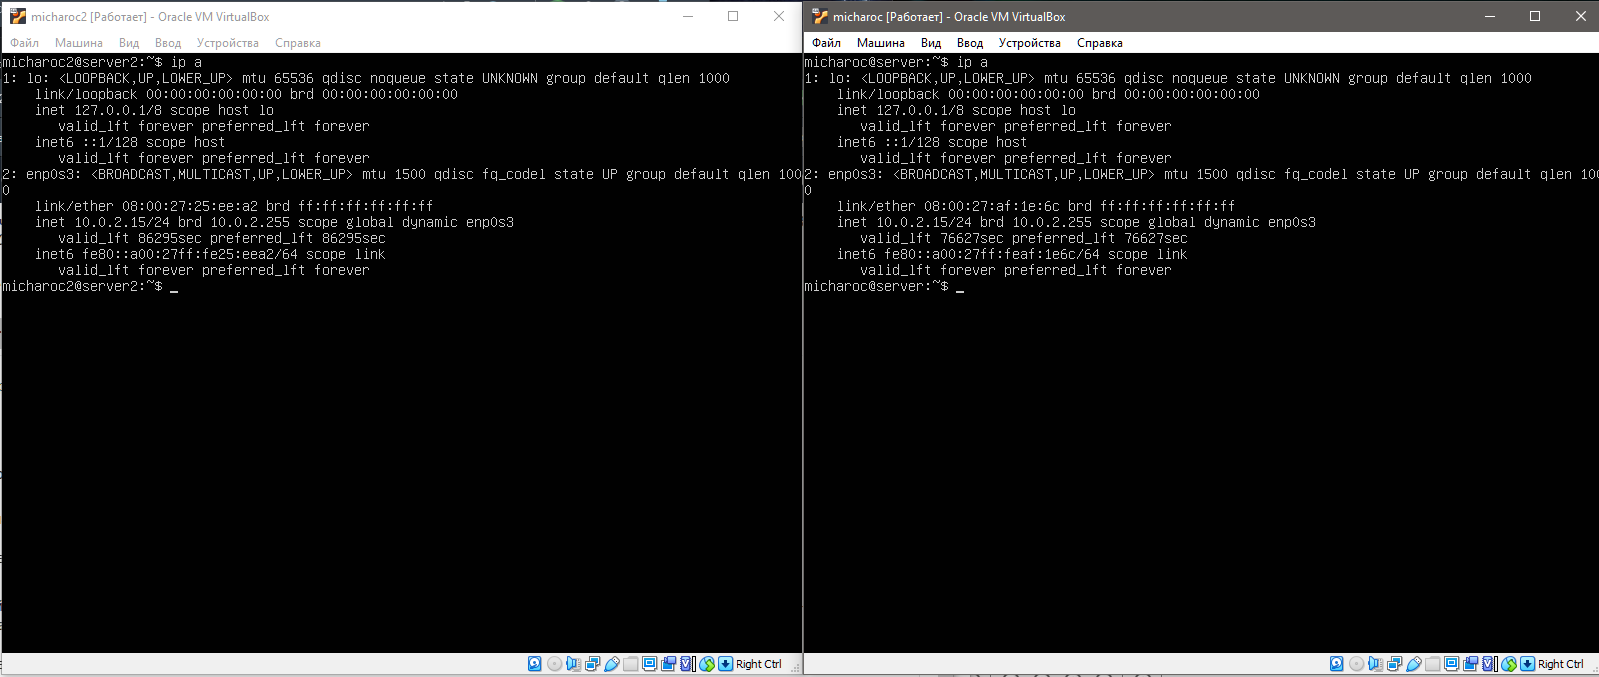 micharoc2 [Работает] - Oracle VM VirtualBox
Файл Машина Вид Ввод Устройства Справка
micharoc2@server2:~$ ip a
1: lo: <LOOPBACK,UP,LOWER_UP> mtu 65536 qdisc noqueue state UNKNOWN group default qlen 1000
    link/loopback 00:00:00:00:00:00 brd 00:00:00:00:00:00
    inet 127.0.0.1/8 scope host lo
       valid_lft forever preferred_lft forever
    inet6 ::1/128 scope host
       valid_lft forever preferred_lft forever
2: enp0s3: <BROADCAST,MULTICAST,UP,LOWER_UP> mtu 1500 qdisc fq_codel state UP group default qlen 100
0
    link/ether 08:00:27:25:ee:a2 brd ff:ff:ff:ff:ff:ff
    inet 10.0.2.15/24 brd 10.0.2.255 scope global dynamic enp0s3
       valid_lft 86295sec preferred_lft 86295sec
    inet6 fe80::a00:27ff:fe25:eea2/64 scope link
       valid_lft forever preferred_lft forever
micharoc2@server2:~$ _
Right Ctrl
micharoc [Работает] - Oracle VM VirtualBox
Файл Машина Вид Ввод Устройства Справка
micharoc@server:~$ ip a
1: lo: <LOOPBACK,UP,LOWER_UP> mtu 65536 qdisc noqueue state UNKNOWN group default qlen 1000
    link/loopback 00:00:00:00:00:00 brd 00:00:00:00:00:00
    inet 127.0.0.1/8 scope host lo
       valid_lft forever preferred_lft forever
    inet6 ::1/128 scope host
       valid_lft forever preferred_lft forever
2: enp0s3: <BROADCAST,MULTICAST,UP,LOWER_UP> mtu 1500 qdisc fq_codel state UP group default qlen 100
0
    link/ether 08:00:27:af:1e:6c brd ff:ff:ff:ff:ff:ff
    inet 10.0.2.15/24 brd 10.0.2.255 scope global dynamic enp0s3
       valid_lft 76627sec preferred_lft 76627sec
    inet6 fe80::a00:27ff:feaf:1e6c/64 scope link
       valid_lft forever preferred_lft forever
micharoc@server:~$ _
Right Ctrl